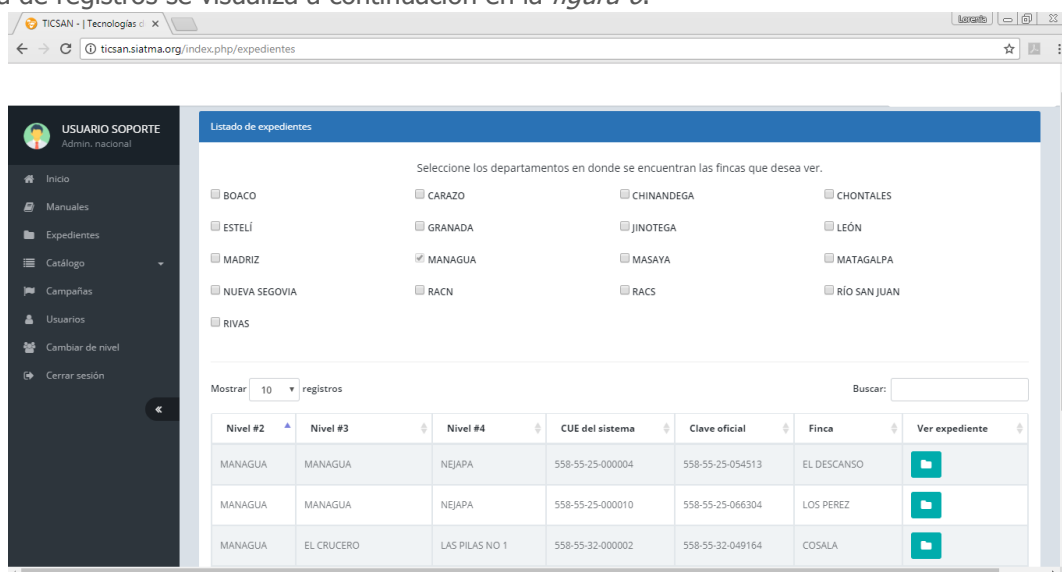 a de registros se visualiza a continuación en la figura 6.
TICSAN - | Tecnologías d
Lorenia
ticsan.siatma.org/index.php/expedientes
USUARIO SOPORTE
Admin. nacional
Inicio
Manuales
Expedientes
Catálogo
Campañas
Usuarios
Cambiar de nivel
Cerrar sesión
Listado de expedientes
Seleccione los departamentos en donde se encuentran las fincas que desea ver.
BOACO CARAZO CHINANDEGA CHONTALES
ESTELÍ GRANADA JINOTEGA LEÓN
MADRIZ MANAGUA MASAYA MATAGALPA
NUEVA SEGOVIA RACN RACS RÍO SAN JUAN
RIVAS
Mostrar 10 registros Buscar:
Nivel #2 Nivel #3 Nivel #4 CUE del sistema Clave oficial Finca Ver expediente
MANAGUA MANAGUA NEJAPA 558-55-25-000004 558-55-25-054513 EL DESCANSO
MANAGUA MANAGUA NEJAPA 558-55-25-000010 558-55-25-066304 LOS PEREZ
MANAGUA EL CRUCERO LAS PILAS NO 1 558-55-32-000002 558-55-32-049164 COSALA